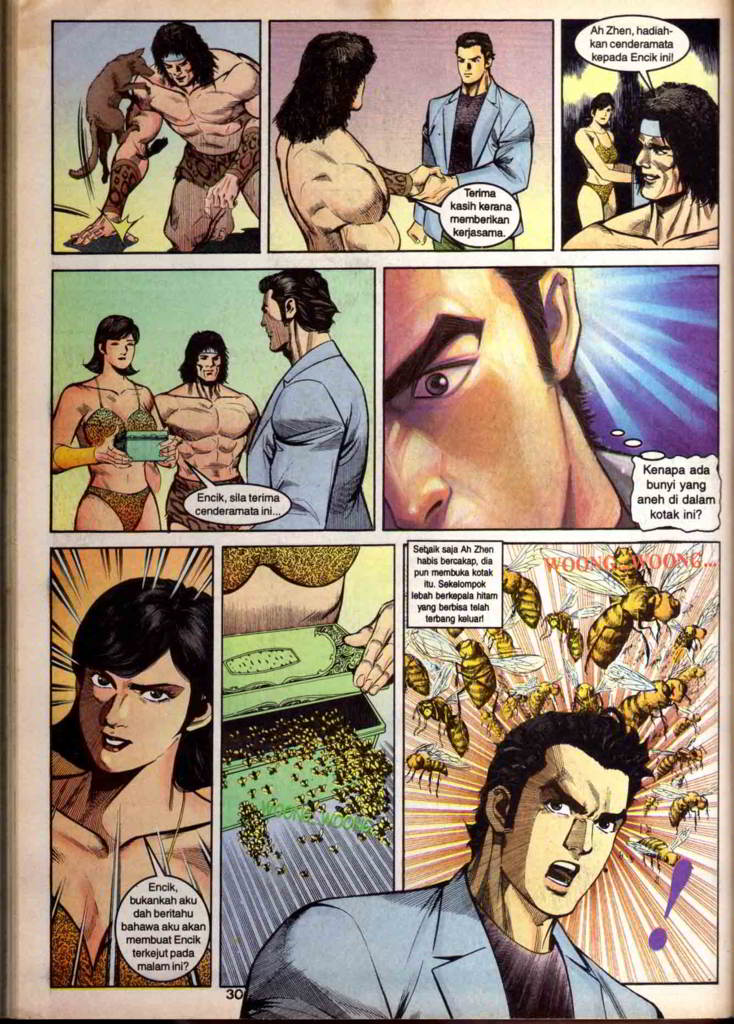 Terima
kasih kerana
memberikan
kerjasama.
Ah Zhen, hadiah-
kan cenderamata
kepada Encik ini!
Encik, sila terima
cenderamata ini...
Kenapa ada
bunyi yang
aneh di dalam
kotak ini?
Encik,
bukankah aku
dah beritahu
bahawa aku akan
membuat Encik
terkejut pada
malam ini?
WOONG WOONG
Sebaik saja Ah Zhen
habis bercakap, dia
pun membuka kotak
itu. Sekelompok
lebah berkepala hitam
yang berbisa telah
terbang keluar!
WOONG WOONG...
!
30